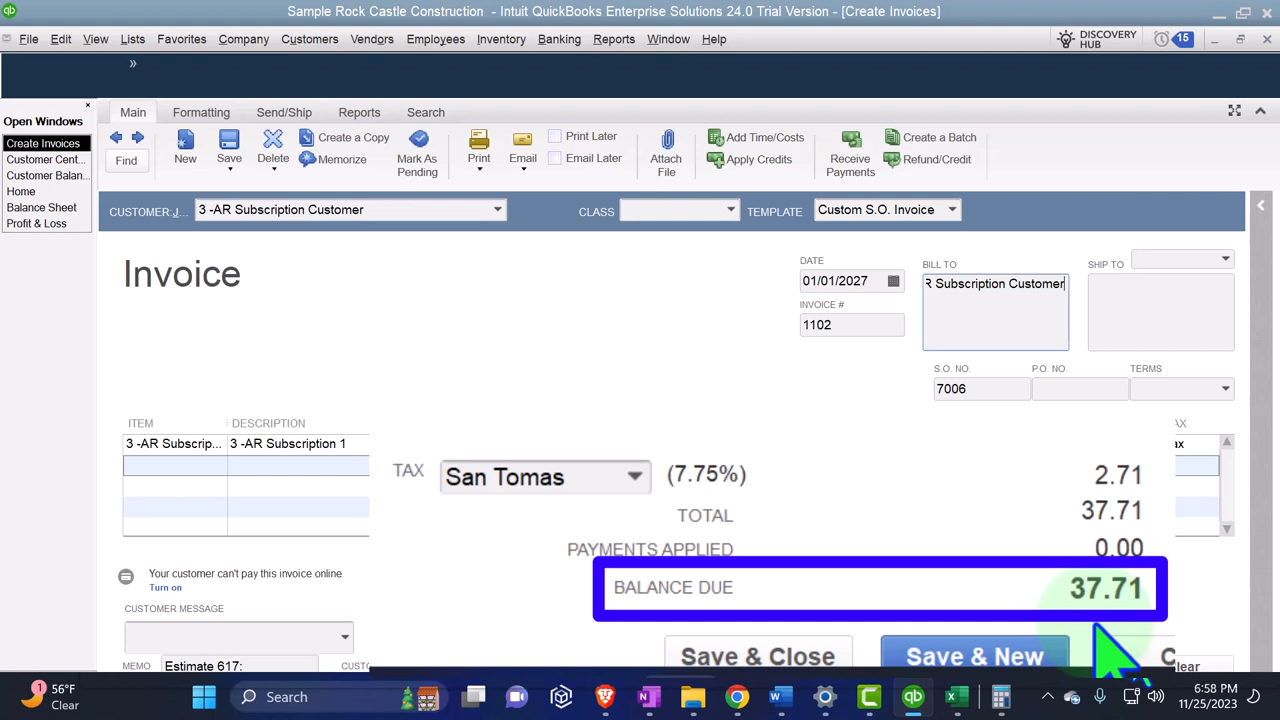 Sample Rock Castle Construction - Intuit QuickBooks Enterprise Solutions 24.0 Trial Version - [Create Invoices]
File Edit View Lists Favorites Company Customers Vendors Employees Inventory Banking Reports Window Help
DISCOVERY
HUB
15
»
Open Windows
Create Invoices
Customer Cent...
Customer Balan...
Home
Balance Sheet
Profit & Loss
Main Formatting Send/Ship Reports Search
Find
New
Save
Delete
Create a Copy
Memorize
Mark As
Pending
Print
Email
Print Later
Email Later
Attach
File
Add Time/Costs
Apply Credits
Receive
Payments
Create a Batch
Refund/Credit
CUSTOMER:J... 3 -AR Subscription Customer CLASS TEMPLATE Custom S.O. Invoice
Invoice
DATE
01/01/2027
INVOICE #
1102
BILL TO
R Subscription Customer
SHIP TO
S.O. NO. P.O. NO. TERMS
7006
ITEM DESCRIPTION AX
3 -AR Subscrip... 3 -AR Subscription 1 ax
TAX San Tomas (7.75%) 2.71
TOTAL 37.71
PAYMENTS APPLIED 0.00
BALANCE DUE 37.71
Your customer can't pay this invoice online
Turn on
CUSTOMER MESSAGE
MEMO Estimate 617: CUSTO
Save & Close Save & New C lear
56°F
Clear
Search
6:58 PM
11/25/2023